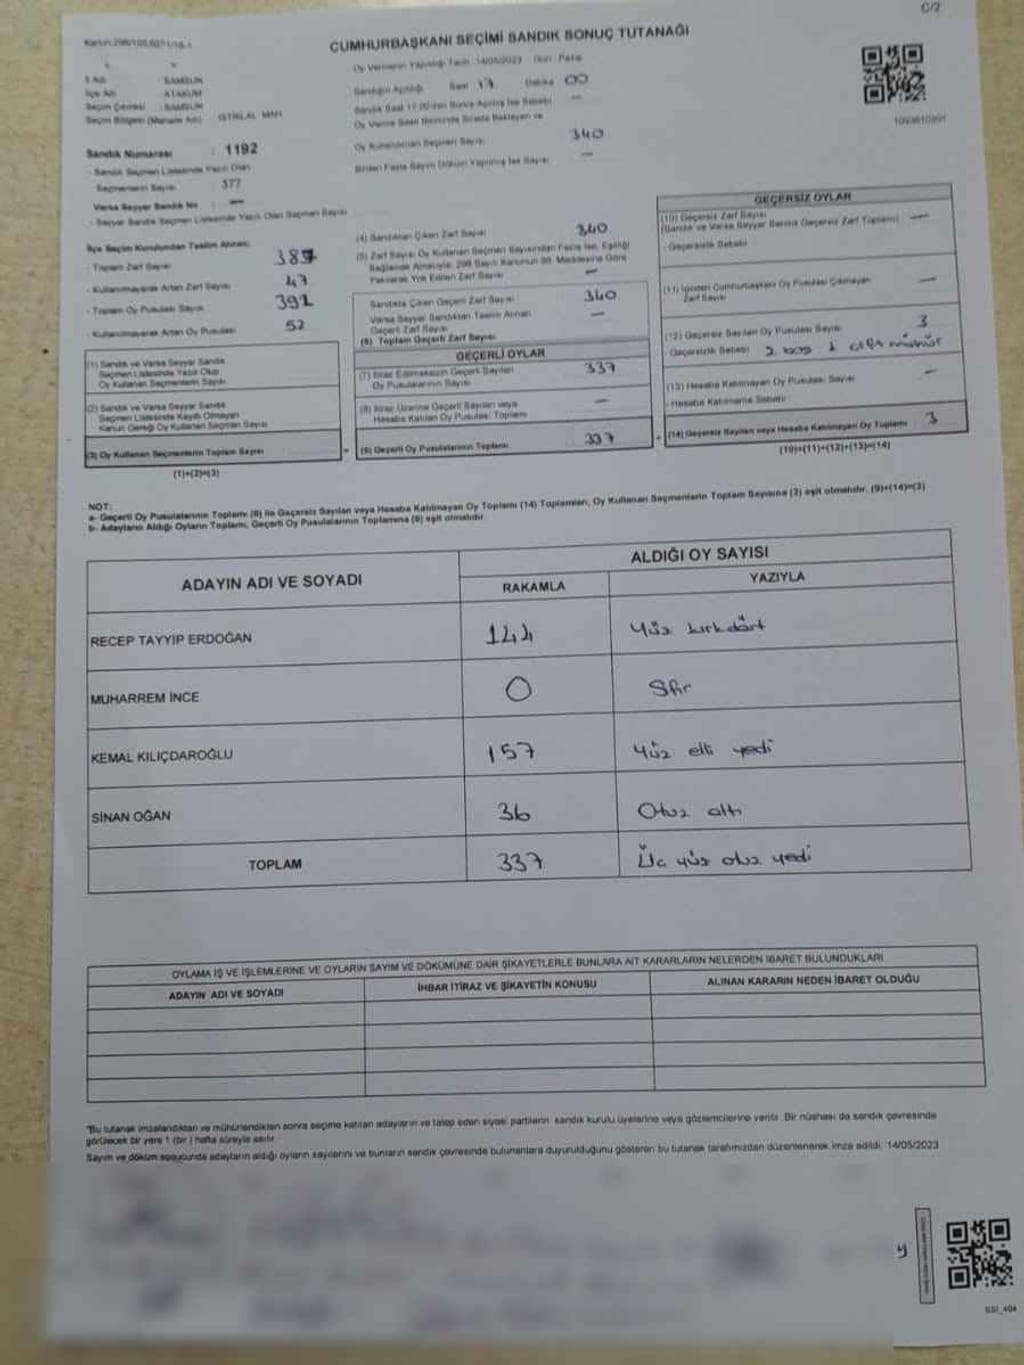 C/2
CUMHURBAŞKANI SEÇİMİ SANDIK SONUÇ TUTANAĞI
Oy Vermenin Yapıldığı Tarih : 14/05/2023 Gün : Pazar
İl Adı : SAMSUN
İlçe Adı : ATAKUM
Seçim Çevresi : SAMSUN
Seçim Bölgesi (Muhtarlık Adı) : İSTİKLAL MAH.
Sandığın Açıldığı Saat 17 Dakika 00
Sandık Saat 17.00'den Sonra Açılmış İse Sebebi —
Oy Verme Saati Bitiminde Sırada Bekleyen ve
Oy Kullandırılan Seçmen Sayısı 340
Birden Fazla Sayım Döküm Yapılmış İse Sayısı —
Sandık Numarası : 1192
- Sandık Seçmen Listesinde Yazılı Olan
Seçmenlerin Sayısı : 377
Varsa Seyyar Sandık No : —
- Seyyar Sandık Seçmen Listesinde Yazılı Olan Seçmen Sayısı
İlçe Seçim Kurulundan Teslim Alınan;
- Toplam Zarf Sayısı
- Kullanılmayarak Artan Zarf Sayısı 47
- Toplam Oy Pusulası Sayısı 392
- Kullanılmayarak Artan Oy Pusulası 52
(1) Sandık ve Varsa Seyyar Sandık
Seçmen Listesinde Yazılı Olup
Oy Kullanan Seçmenlerin Sayısı
(2) Sandık ve Varsa Seyyar Sandık
Seçmen Listesinde Kayıtlı Olmayan
Kanun Gereği Oy Kullanan Seçmen Sayısı
(3) Oy Kullanan Seçmenlerin Toplam Sayısı
(1)+(2)=(3)
(4) Sandıktan Çıkan Zarf Sayısı 340
(5) Zarf Sayısı Oy Kullanan Seçmen Sayısından Fazla İse, Eşitliği
Sağlamak Amacıyla; 298 Sayılı Kanunun 98. Maddesine Göre
Yakılarak Yok Edilen Zarf Sayısı —
Sandıkta Çıkan Geçerli Zarf Sayısı 340
Varsa Seyyar Sandıktan Teslim Alınan
Geçerli Zarf Sayısı —
(6) Toplam Geçerli Zarf Sayısı
GEÇERLİ OYLAR
(7) İtiraz Edilmeksizin Geçerli Sayılan
Oy Pusulalarının Sayısı 337
(8) İtiraz Üzerine Geçerli Sayılan veya
Hesaba Katılan Oy Pusulası Toplamı —
(9) Geçerli Oy Pusulalarının Toplamı 337
GEÇERSİZ OYLAR
(10) Geçersiz Zarf Sayısı
(Sandık ve Varsa Seyyar Sandık Geçersiz Zarf Toplamı) —
- Geçersizlik Sebebi
(11) İçinden Cumhurbaşkanı Oy Pusulası Çıkmayan
Zarf Sayısı —
(12) Geçersiz Sayılan Oy Pusulası Sayısı 3
- Geçersizlik Sebebi 2 boş 1 çift mühür
(13) Hesaba Katılmayan Oy Pusulası Sayısı —
- Hesaba Katılmama Sebebi
(14) Geçersiz Sayılan veya Hesaba Katılmayan Oy Toplamı 3
(10)+(11)+(12)+(13)=(14)
NOT:
a- Geçerli Oy Pusulalarının Toplamı (9) ile Geçersiz Sayılan veya Hesaba Katılmayan Oy Toplamı (14) Toplamları, Oy Kullanan Seçmenlerin Toplam Sayısına (3) eşit olmalıdır. (9)+(14)=(3)
b- Adayların Aldığı Oyların Toplamı, Geçerli Oy Pusulalarının Toplamına (9) eşit olmalıdır.
ADAYIN ADI VE SOYADI
ALDIĞI OY SAYISI
RAKAMLA YAZIYLA
RECEP TAYYIP ERDOĞAN 144 Yüz kırkdört
MUHARREM İNCE 0 Sfır
KEMAL KILIÇDAROĞLU 157 Yüz elli yedi
SİNAN OĞAN 36 Otuz altı
TOPLAM 337 Üç yüz otuz yedi
OYLAMA İŞ VE İŞLEMLERİNE VE OYLARIN SAYIM VE DÖKÜMÜNE DAİR ŞİKAYETLERLE BUNLARA AİT KARARLARIN NELERDEN İBARET BULUNDUKLARI
ADAYIN ADI VE SOYADI İHBAR İTİRAZ VE ŞİKAYETİN KONUSU ALINAN KARARIN NEDEN İBARET OLDUĞU
*Bu tutanak imzalandıktan ve mühürlendikten sonra seçime katılan adayların ve talep eden siyasi partilerin sandık kurulu üyelerine veya gözlemcilerine verilir. Bir nüshası da sandık çevresinde
görülecek bir yere 1 (bir) hafta süreyle asılır.
Sayım ve döküm sonucunda adayların aldığı oyların sayılarını ve bunların sandık çevresinde bulunanlara duyurulduğunu gösteren bu tutanak tarafımızdan düzenlenerek imza edildi. 14/05/2023